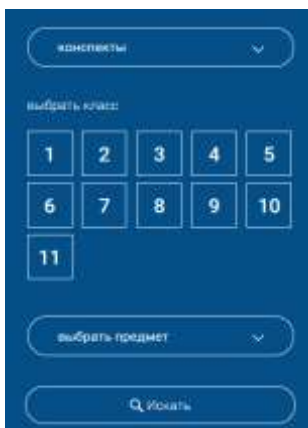 конспекты
выбрать класс
1 2 3 4 5
6 7 8 9 10
11
выбрать предмет
Искать